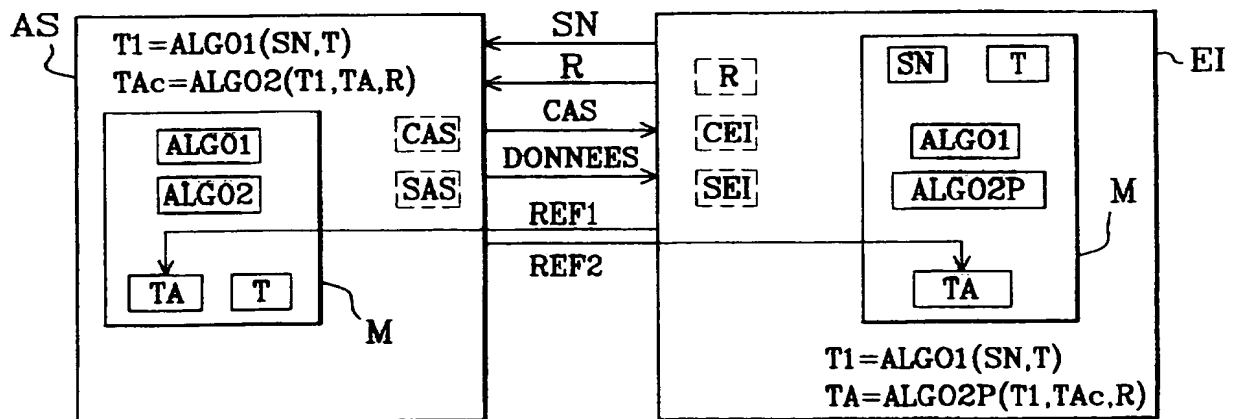 AS
T1=ALGO1(SN,T)
TAc=ALGO2(T1,TA,R)
ALGO1
ALGO2
CAS
SAS
TA
T
M
SN
R
CAS
DONNEES
REF1
REF2
R
CEI
SEI
SN
T
ALGO1
ALGO2P
TA
EI
M
T1=ALGO1(SN,T)
TA=ALGO2P(T1,TAc,R)